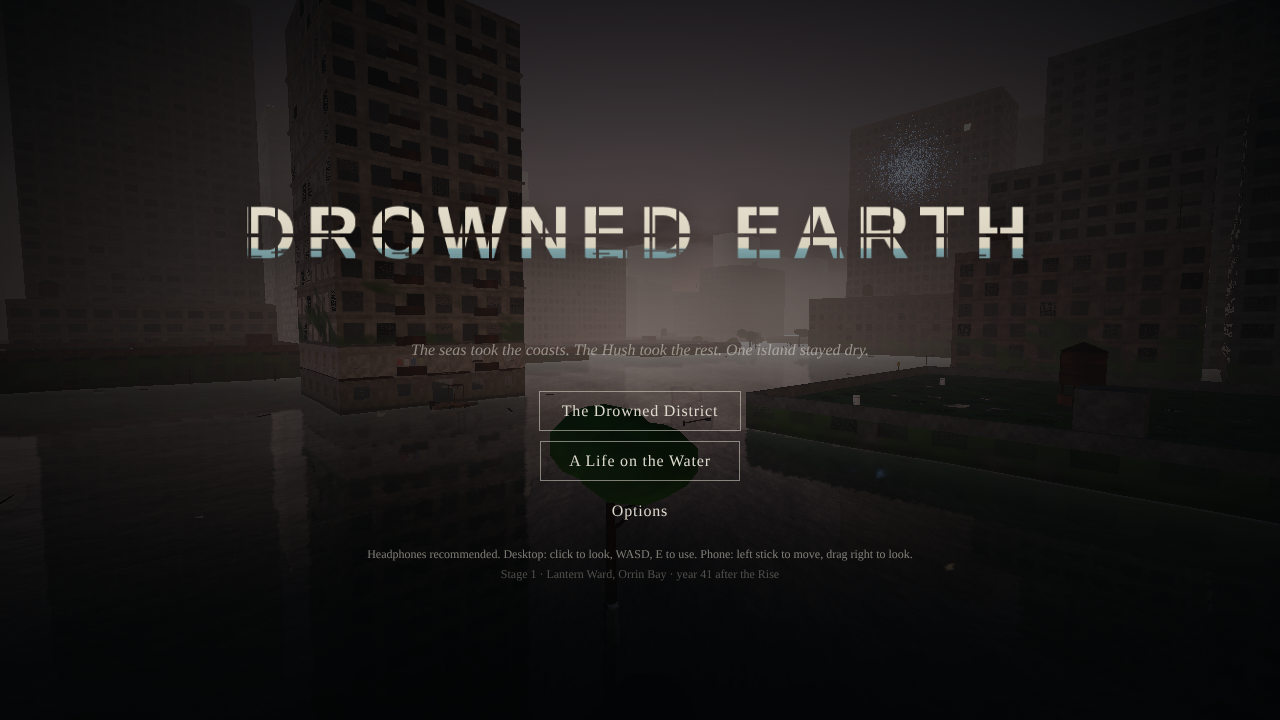 DROWNED EARTH
The seas took the coasts. The Hush took the rest. One island stayed dry.
The Drowned District
A Life on the Water
Options
Headphones recommended. Desktop: click to look, WASD, E to use. Phone: left stick to move, drag right to look.
Stage 1 · Lantern Ward, Orrin Bay · year 41 after the Rise